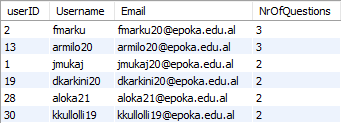 userID Username Email NrOfQuestions
2 fmarku fmarku20@epoka.edu.al 3
13 armilo20 armilo20@epoka.edu.al 3
1 jmukaj jmukaj20@epoka.edu.al 2
19 dkarkini20 dkarkini20@epoka.edu.al 2
28 aloka21 aloka21@epoka.edu.al 2
30 kkullolli19 kkullolli19@epoka.edu.al 2